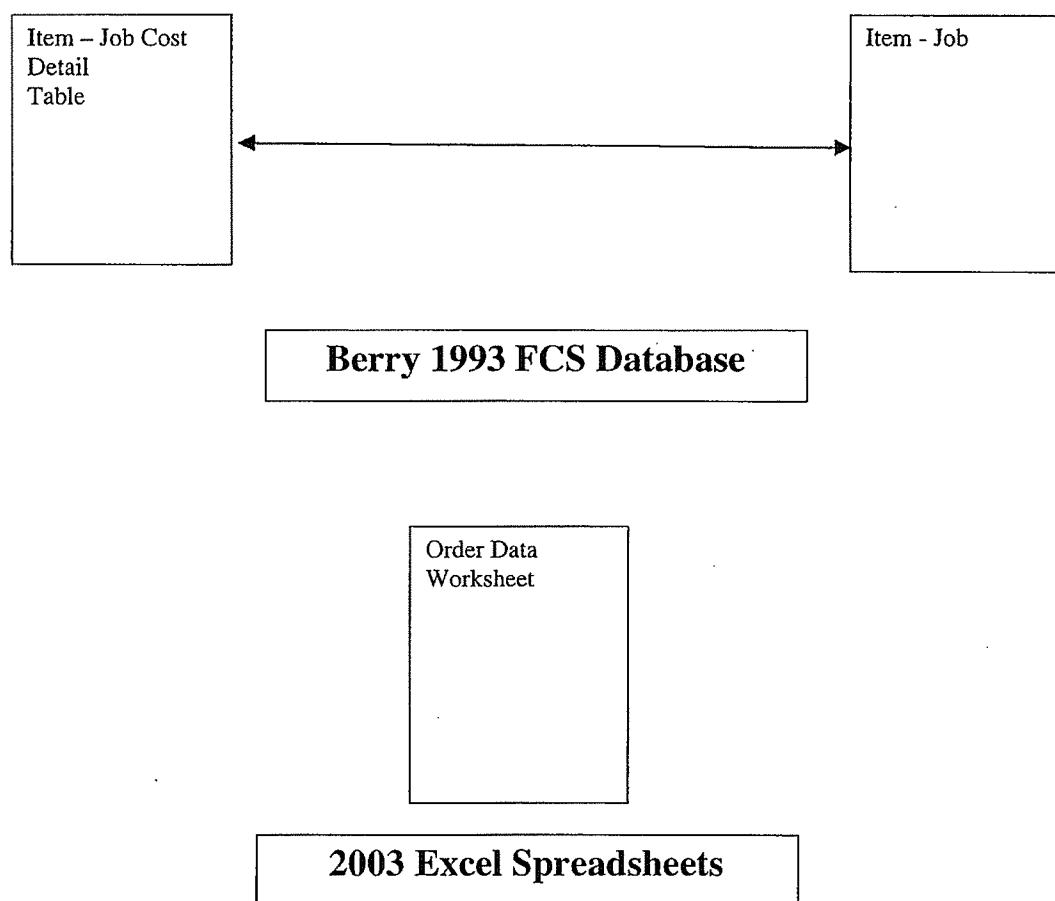 Item – Job Cost
Detail
Table
Item - Job
Berry 1993 FCS Database
Order Data
Worksheet
2003 Excel Spreadsheets